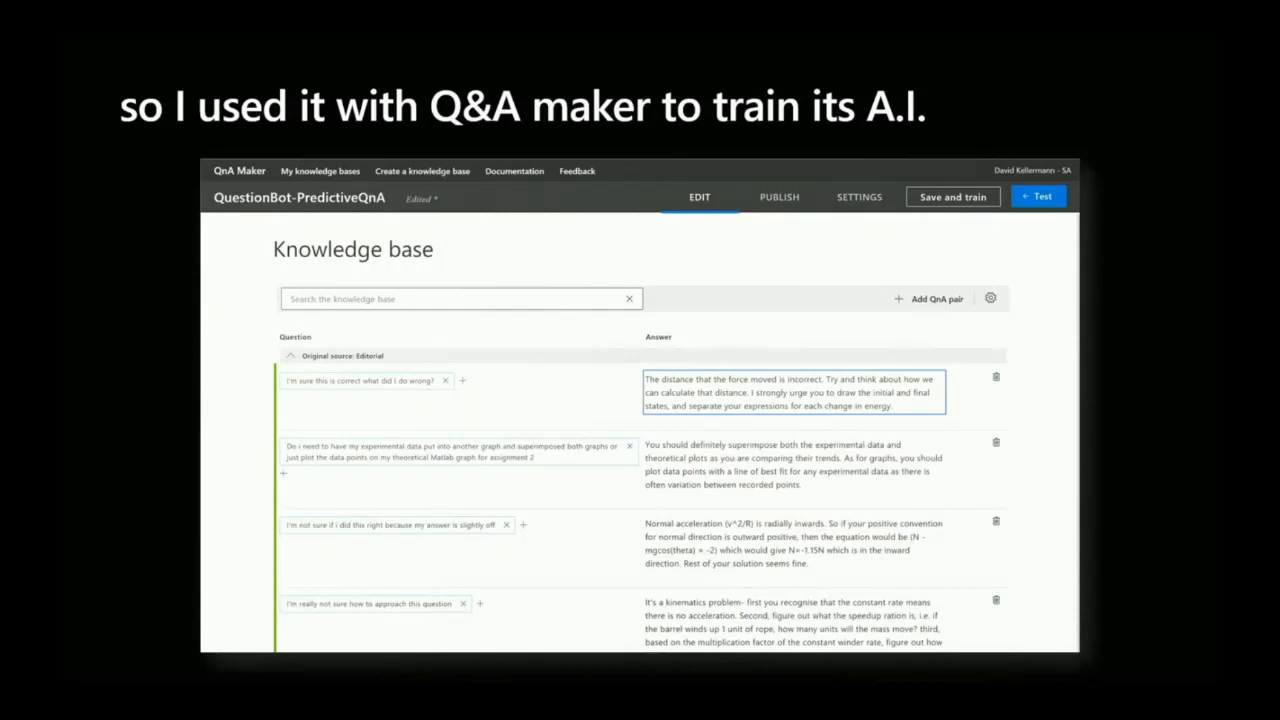 so I used it with Q&A maker to train its A.I.
QnA Maker My knowledge bases Create a knowledge base Documentation Feedback David Kellermann - SA
QuestionBot-PredictiveQnA Edited * EDIT PUBLISH SETTINGS Save and train ← Test
Knowledge base
Search the knowledge base × + Add QnA pair
Question Answer
Original source: Editorial
I'm sure this is correct what did I do wrong? × +
The distance that the force moved is incorrect. Try and think about how we
can calculate that distance. I strongly urge you to draw the initial and final
states, and separate your expressions for each change in energy.
Do i need to have my experimental data put into another graph and superimposed both graphs or ×
just plot the data points on my theoretical Matlab graph for assignment 2
+
You should definitely superimpose both the experimental data and
theoretical plots as you are comparing their trends. As for graphs, you should
plot data points with a line of best fit for any experimental data as there is
often variation between recorded points.
I'm not sure if i did this right because my answer is slightly off × +
Normal acceleration (v^2/R) is radially inwards. So if your positive convention
for normal direction is outward positive, then the equation would be (N -
mgcos(theta) = -2) which would give N=-1.15N which is in the inward
direction. Rest of your solution seems fine.
I'm really not sure how to approach this question × +
It's a kinematics problem- first you recognise that the constant rate means
there is no acceleration. Second, figure out what the speedup ration is, i.e. if
the barrel winds up 1 unit of rope, how many units will the mass move? third,
based on the multiplication factor of the constant winder rate, figure out how